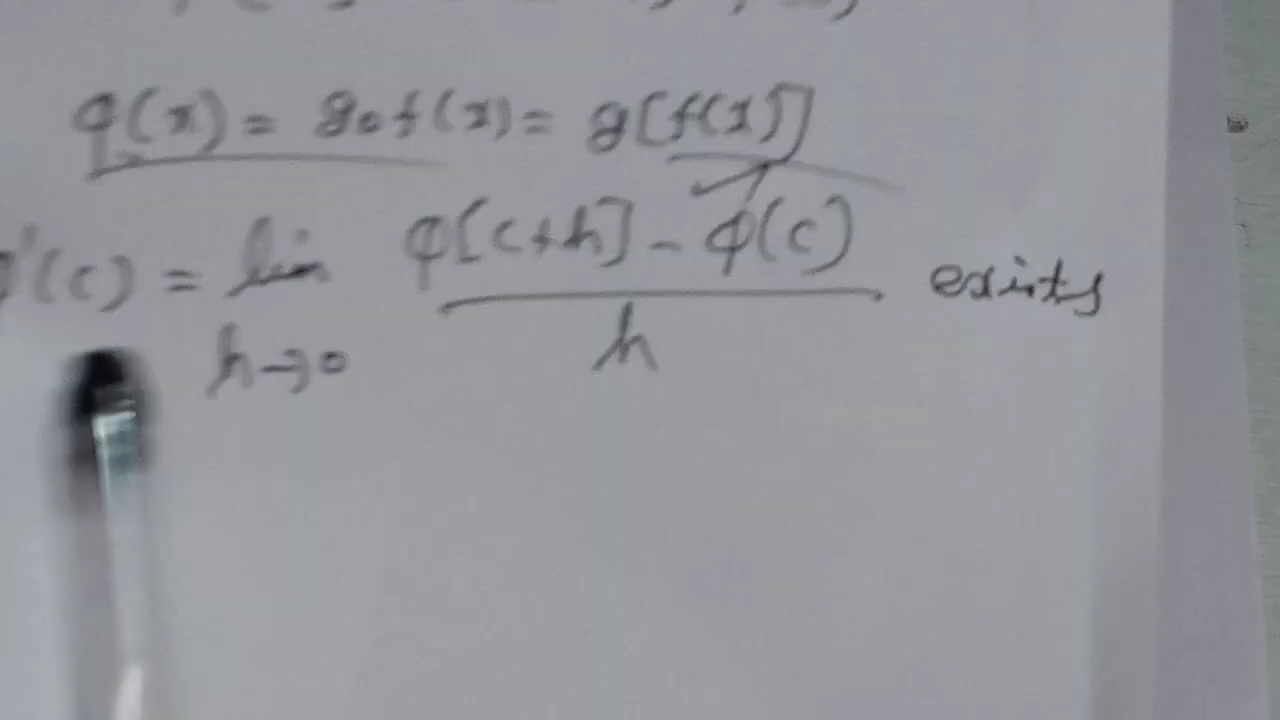 φ(x) = gof(x) = g[f(x)]
φ'(c) = lim h→0 φ[c+h] - φ(c) / h exists